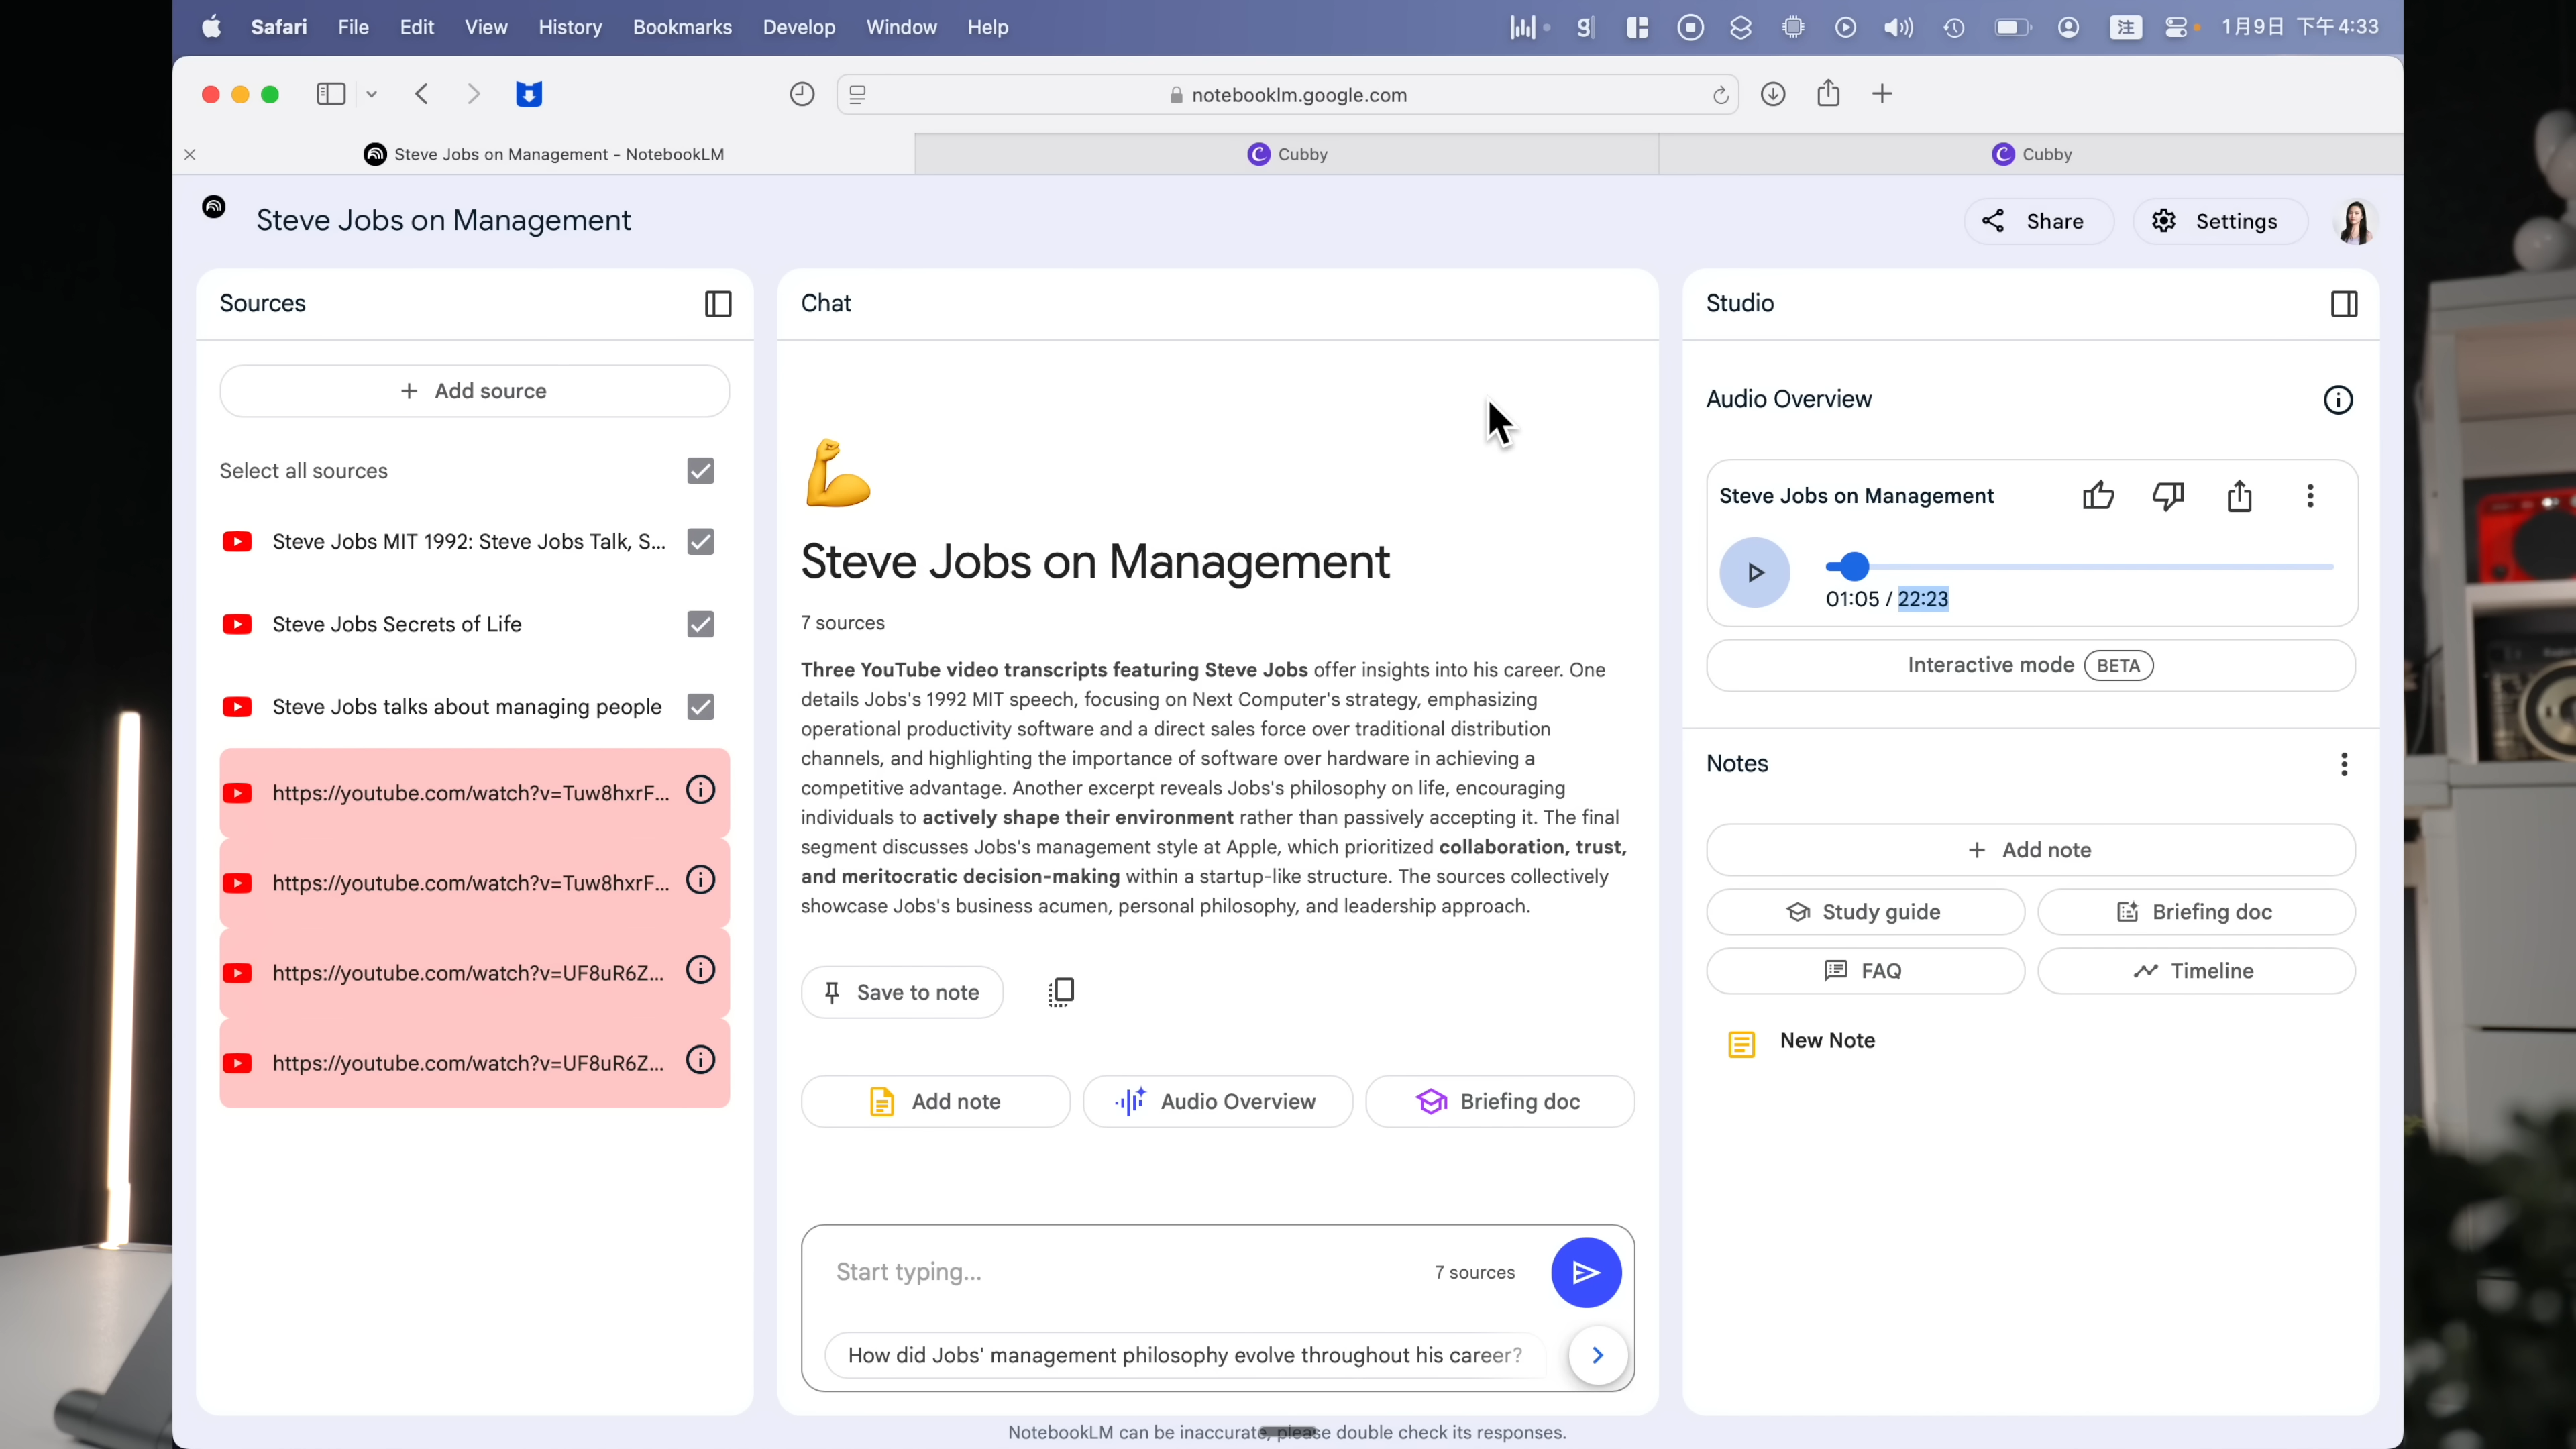 Safari File Edit View History Bookmarks Develop Window Help
注 1月9日 下午4:33
notebooklm.google.com
Steve Jobs on Management - NotebookLM
Cubby
Cubby
Steve Jobs on Management
Share
Settings
Sources
Add source
Select all sources
Steve Jobs MIT 1992: Steve Jobs Talk, S...
Steve Jobs Secrets of Life
Steve Jobs talks about managing people
https://youtube.com/watch?v=Tuw8hxrF...
https://youtube.com/watch?v=Tuw8hxrF...
https://youtube.com/watch?v=UF8uR6Z...
https://youtube.com/watch?v=UF8uR6Z...
Chat
Steve Jobs on Management
7 sources
Three YouTube video transcripts featuring Steve Jobs offer insights into his career. One
details Jobs's 1992 MIT speech, focusing on Next Computer's strategy, emphasizing
operational productivity software and a direct sales force over traditional distribution
channels, and highlighting the importance of software over hardware in achieving a
competitive advantage. Another excerpt reveals Jobs's philosophy on life, encouraging
individuals to actively shape their environment rather than passively accepting it. The final
segment discusses Jobs's management style at Apple, which prioritized collaboration, trust,
and meritocratic decision-making within a startup-like structure. The sources collectively
showcase Jobs's business acumen, personal philosophy, and leadership approach.
Save to note
Add note
Audio Overview
Briefing doc
Start typing...
7 sources
How did Jobs' management philosophy evolve throughout his career?
NotebookLM can be inaccurate, please double check its responses.
Studio
Audio Overview
Steve Jobs on Management
01:05 / 22:23
Interactive mode BETA
Notes
Add note
Study guide
Briefing doc
FAQ
Timeline
New Note